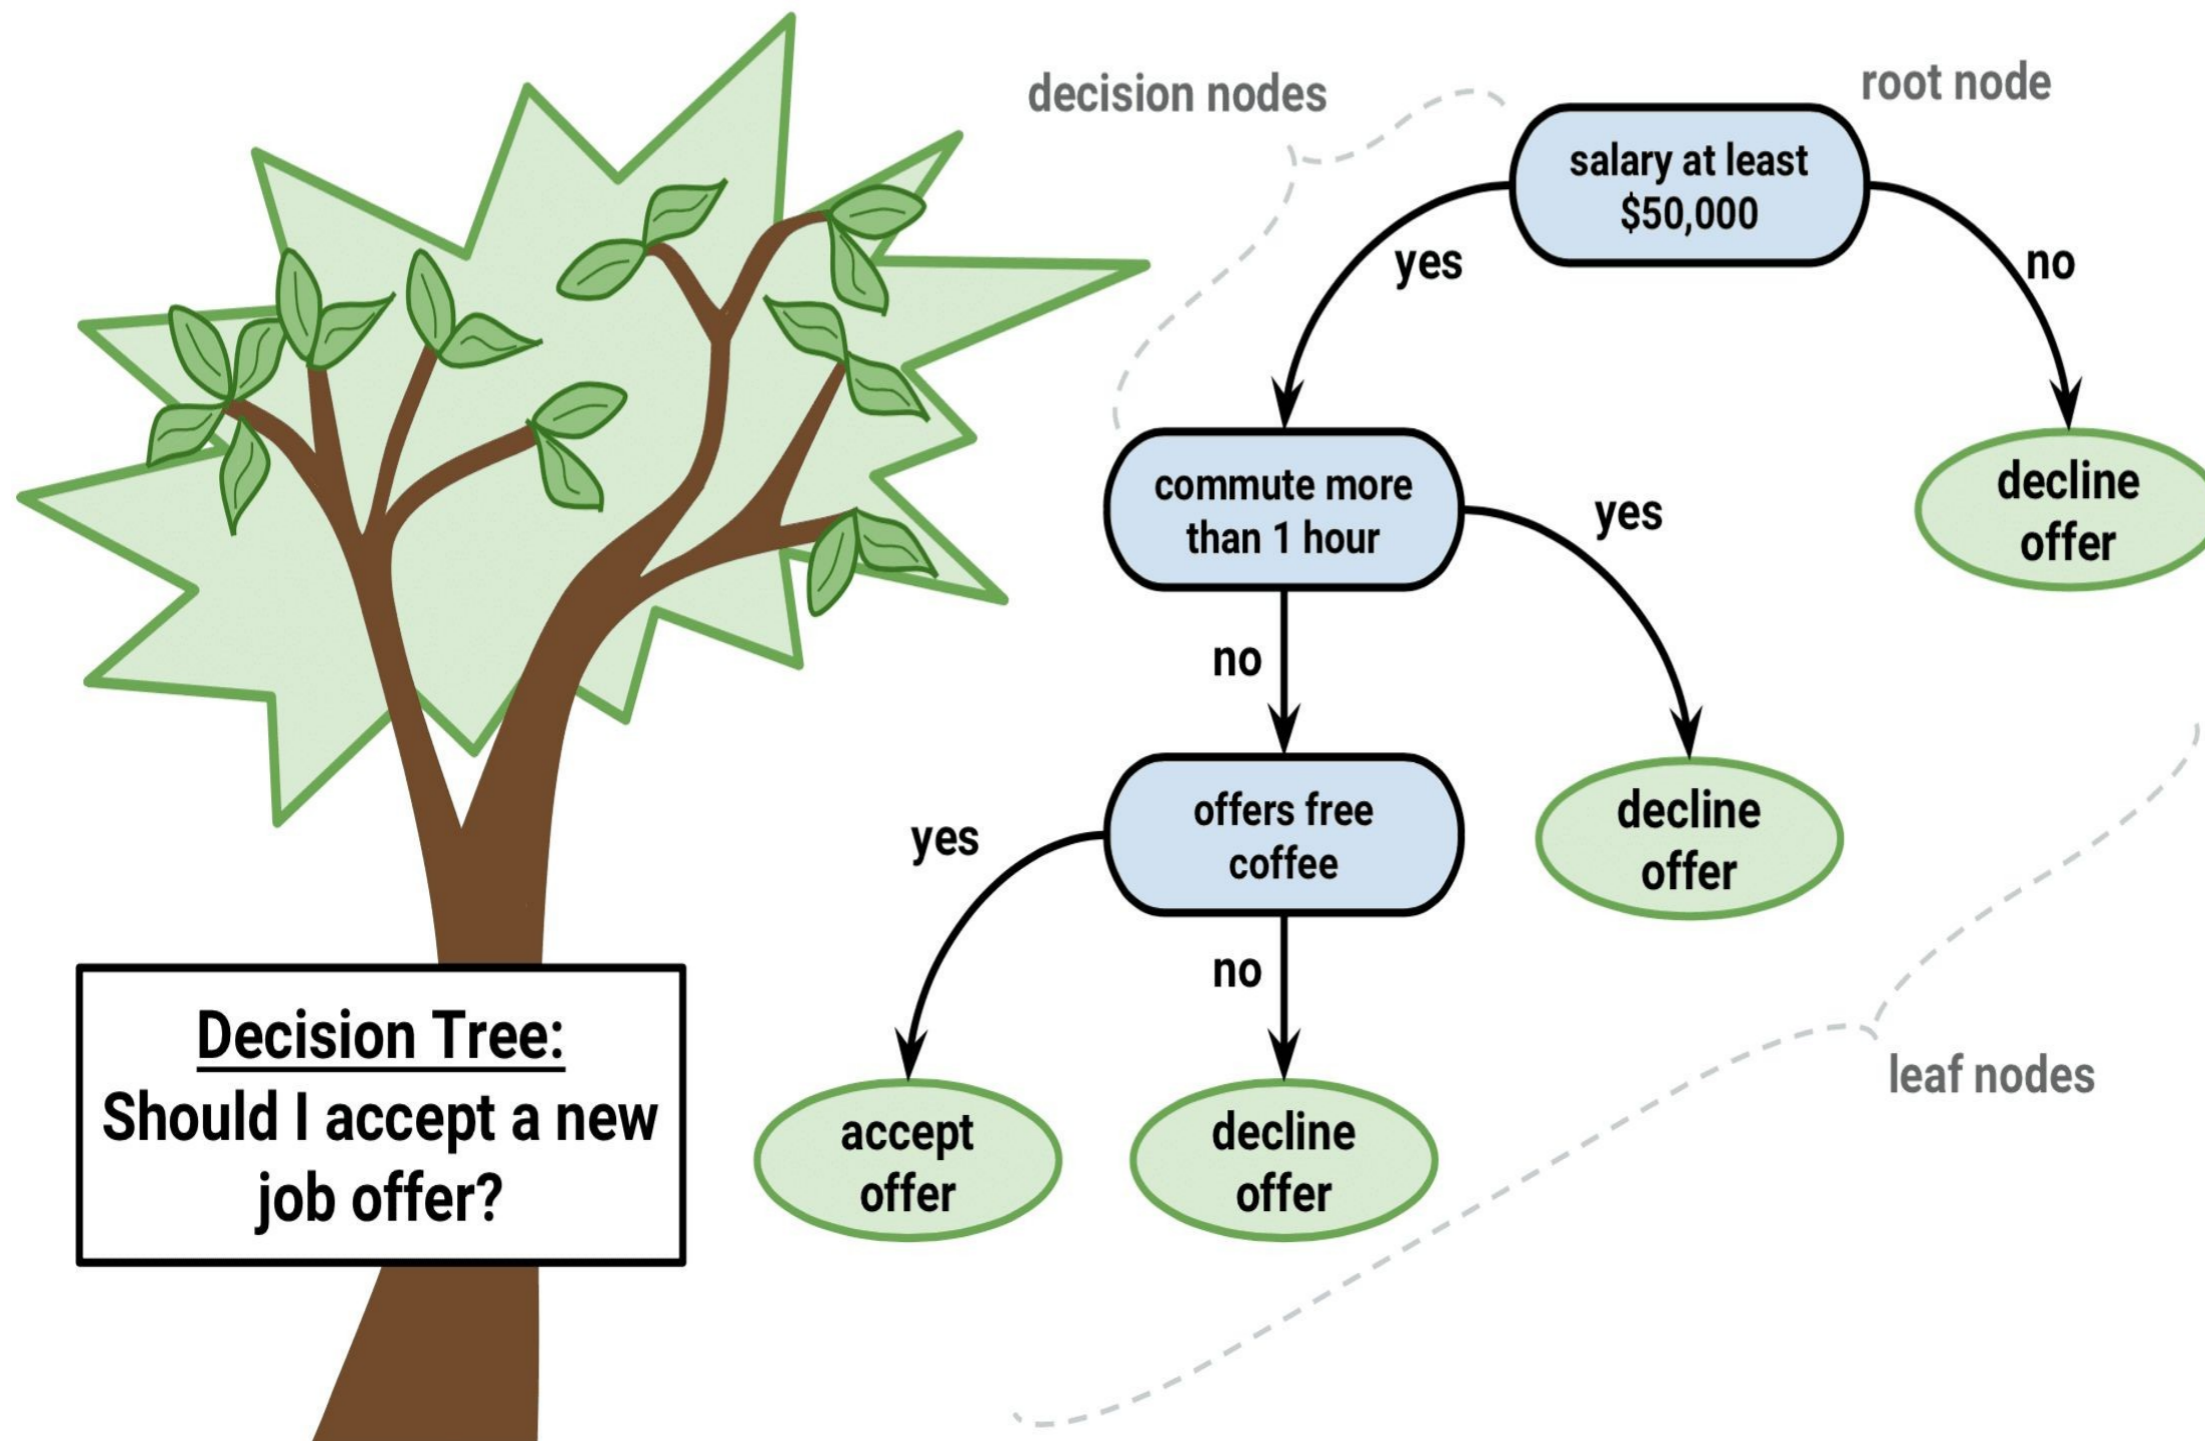 decision nodes
root node
salary at least
$50,000
yes
no
commute more
than 1 hour
yes
decline
offer
no
offers free
coffee
yes
decline
offer
no
accept
offer
decline
offer
leaf nodes
Decision Tree:
Should I accept a new
job offer?